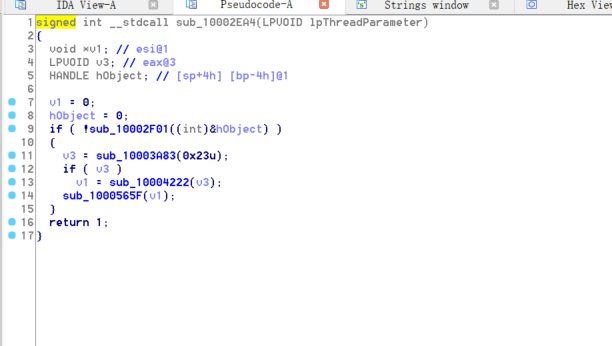 IDA View-A Pseudocode-A Strings window Hex View
1 signed int __stdcall sub_10002EA4(LPVOID lpThreadParameter)
2 {
3 void *v1; // esi@1
4 LPVOID v3; // eax@3
5 HANDLE hObject; // [sp+4h] [bp-4h]@1
6
7 v1 = 0;
8 hObject = 0;
9 if ( !sub_10002F01((int)&hObject) )
10 {
11 v3 = sub_10003A83(0x23u);
12 if ( v3 )
13 v1 = sub_10004222(v3);
14 sub_1000565F(v1);
15 }
16 return 1;
17 }